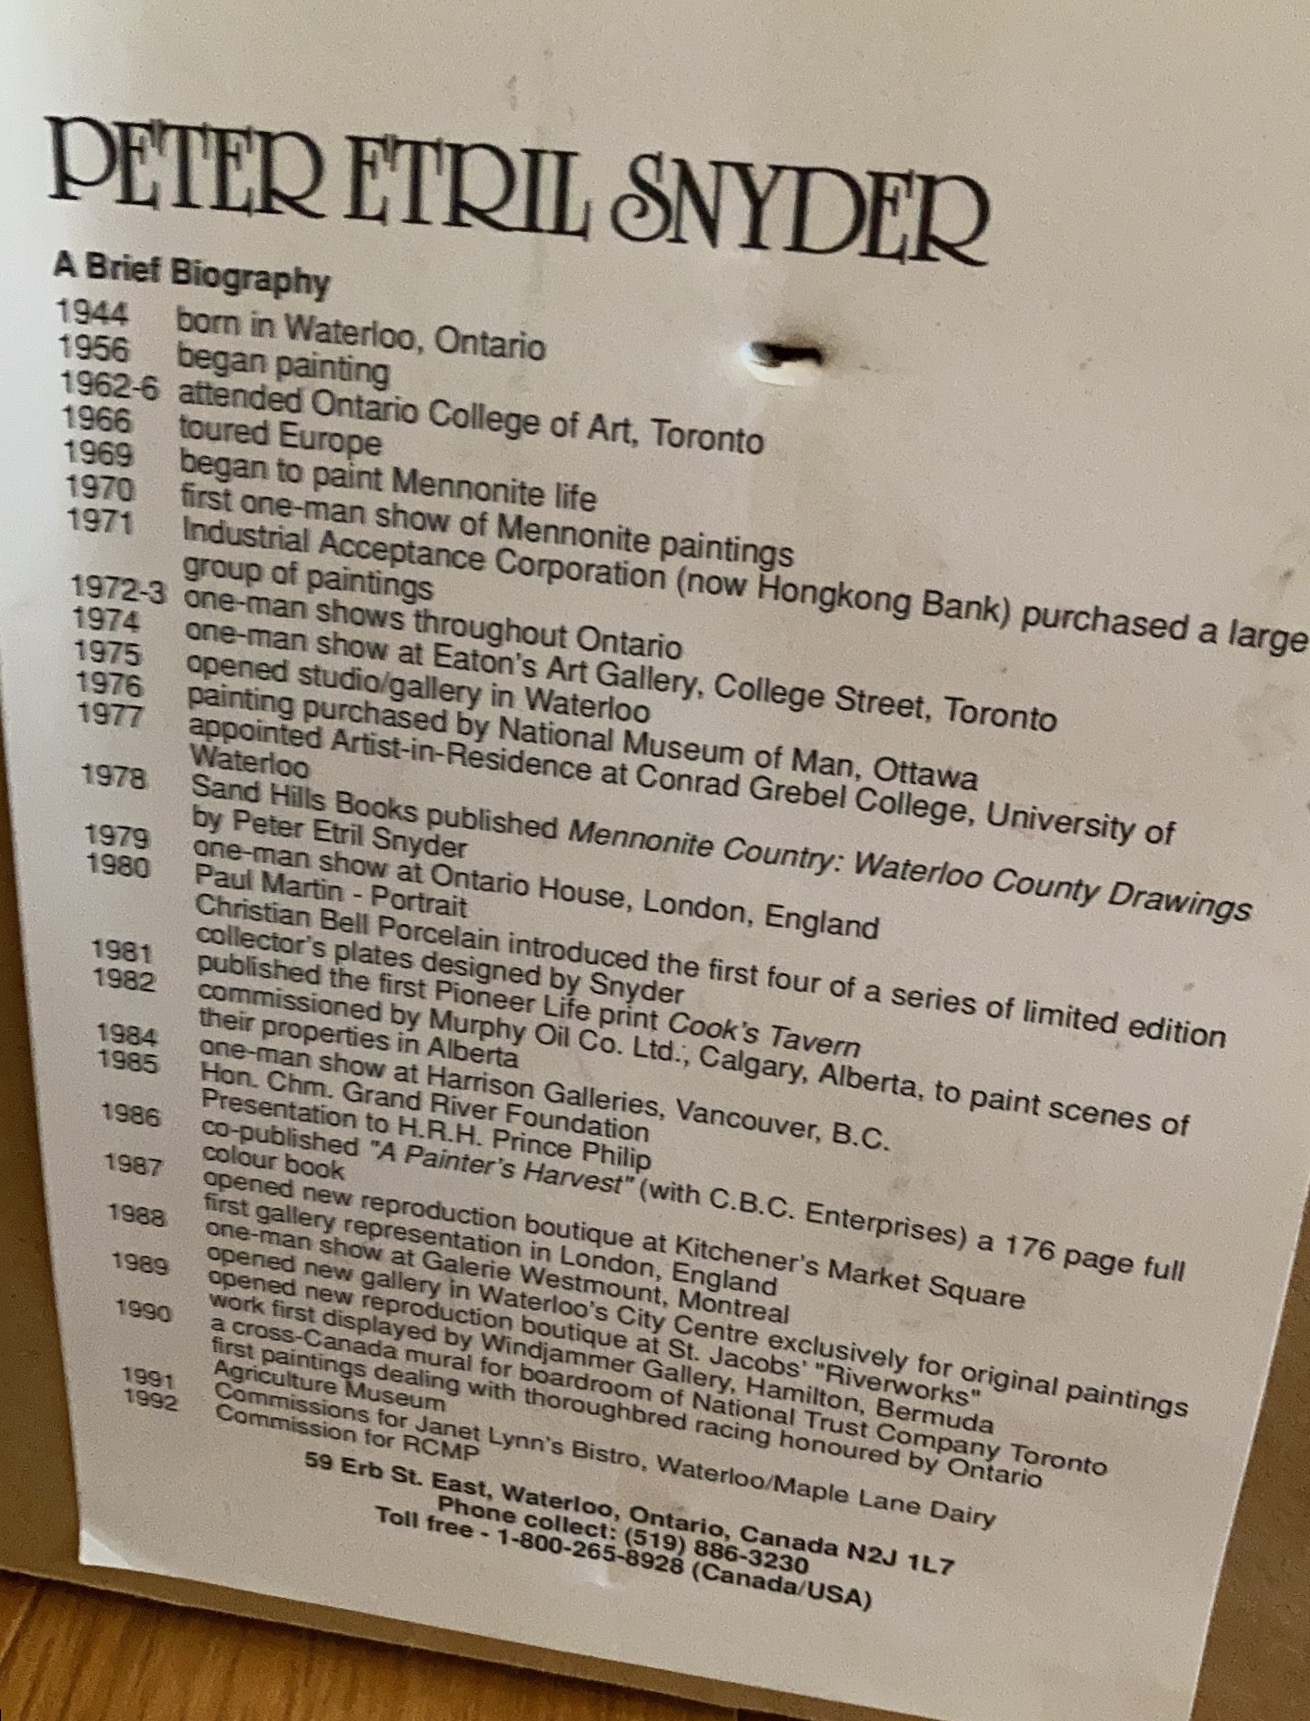 PETER ETRIL SNYDER
A Brief Biography
1944 born in Waterloo, Ontario
1956 began painting
1962-6 attended Ontario College of Art, Toronto
1966 toured Europe
1969 began to paint Mennonite life
1970 first one-man show of Mennonite paintings
1971 Industrial Acceptance Corporation (now Hongkong Bank) purchased a large
group of paintings
1972-3 one-man shows throughout Ontario
1974 one-man show at Eaton's Art Gallery, College Street, Toronto
1975 opened studio/gallery in Waterloo
1976 painting purchased by National Museum of Man, Ottawa
1977 appointed Artist-in-Residence at Conrad Grebel College, University of
Waterloo
1978 Sand Hills Books published Mennonite Country: Waterloo County Drawings
by Peter Etril Snyder
1979 one-man show at Ontario House, London, England
1980 Paul Martin - Portrait
Christian Bell Porcelain introduced the first four of a series of limited edition
collector's plates designed by Snyder
1981 published the first Pioneer Life print Cook's Tavern
1982 commissioned by Murphy Oil Co. Ltd., Calgary, Alberta, to paint scenes of
their properties in Alberta
1984 one-man show at Harrison Galleries, Vancouver, B.C.
1985 Hon. Chm. Grand River Foundation
Presentation to H.R.H. Prince Philip
1986 co-published "A Painter's Harvest" (with C.B.C. Enterprises) a 176 page full
colour book
1987 opened new reproduction boutique at Kitchener's Market Square
first gallery representation in London, England
1988 one-man show at Galerie Westmount, Montreal
opened new gallery in Waterloo's City Centre exclusively for original paintings
1989 opened new reproduction boutique at St. Jacobs' "Riverworks"
work first displayed by Windjammer Gallery, Hamilton, Bermuda
1990 a cross-Canada mural for boardroom of National Trust Company Toronto
first paintings dealing with thoroughbred racing honoured by Ontario
Agriculture Museum
1991 Commissions for Janet Lynn's Bistro, Waterloo/Maple Lane Dairy
1992 Commission for RCMP
59 Erb St. East, Waterloo, Ontario, Canada N2J 1L7
Phone collect: (519) 886-3230
Toll free - 1-800-265-8928 (Canada/USA)